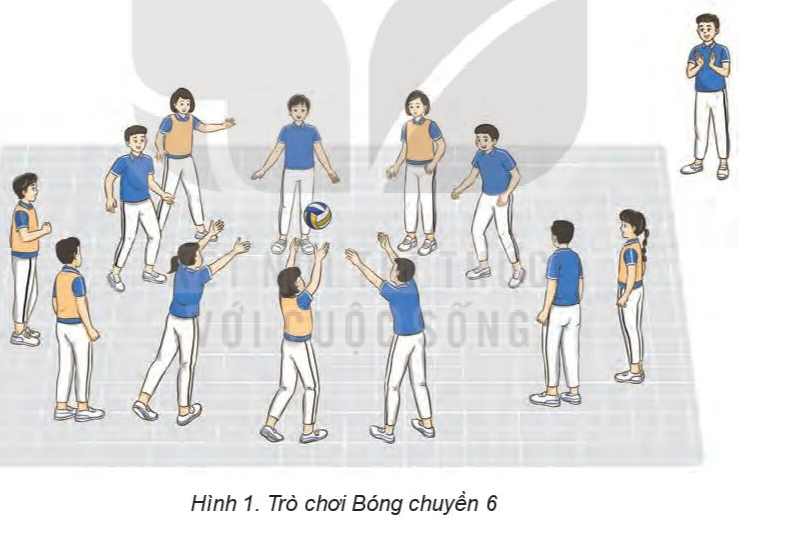 VỚI CUỘC SỐNG
Hình 1. Trò chơi Bóng chuyền 6